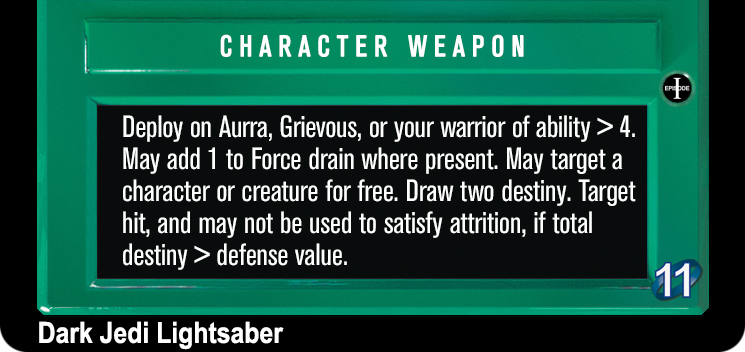 CHARACTER WEAPON
EPISODE I
Deploy on Aurra, Grievous, or your warrior of ability > 4.
May add 1 to Force drain where present. May target a
character or creature for free. Draw two destiny. Target
hit, and may not be used to satisfy attrition, if total
destiny > defense value.
11
Dark Jedi Lightsaber